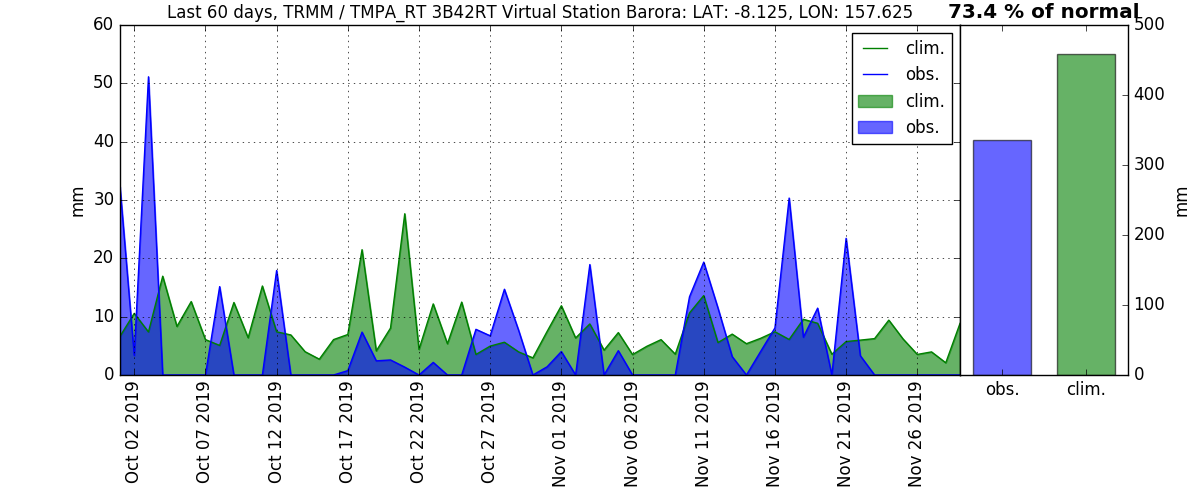 Last 60 days, TRMM / TMPA_RT 3B42RT Virtual Station Barora: LAT: -8.125, LON: 157.625
73.4 % of normal
60
50
40
30
20
10
0
mm
clim.
obs.
clim.
obs.
Oct 02 2019
Oct 07 2019
Oct 12 2019
Oct 17 2019
Oct 22 2019
Oct 27 2019
Nov 01 2019
Nov 06 2019
Nov 11 2019
Nov 16 2019
Nov 21 2019
Nov 26 2019
500
400
300
200
100
0
mm
obs.
clim.